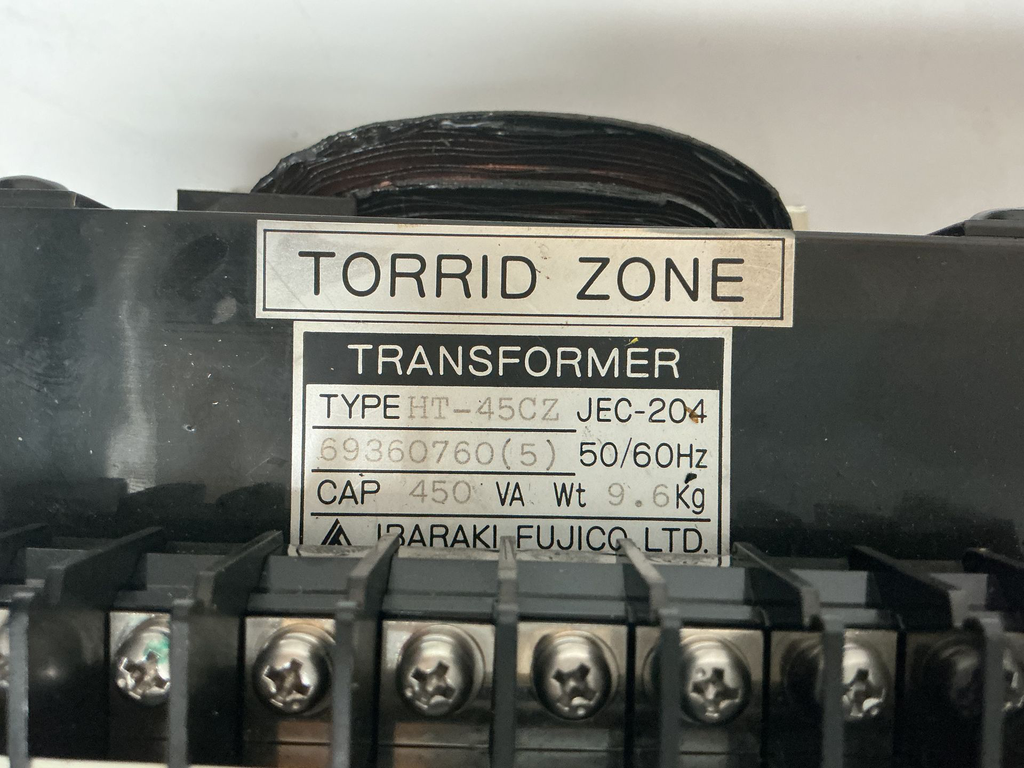 TORRID ZONE
TRANSFORMER
TYPE HT-45CZ JEC-204
69360760(5) 50/60Hz
CAP 450 VA Wt 9.6Kg
IBARAKI FUJICO LTD.